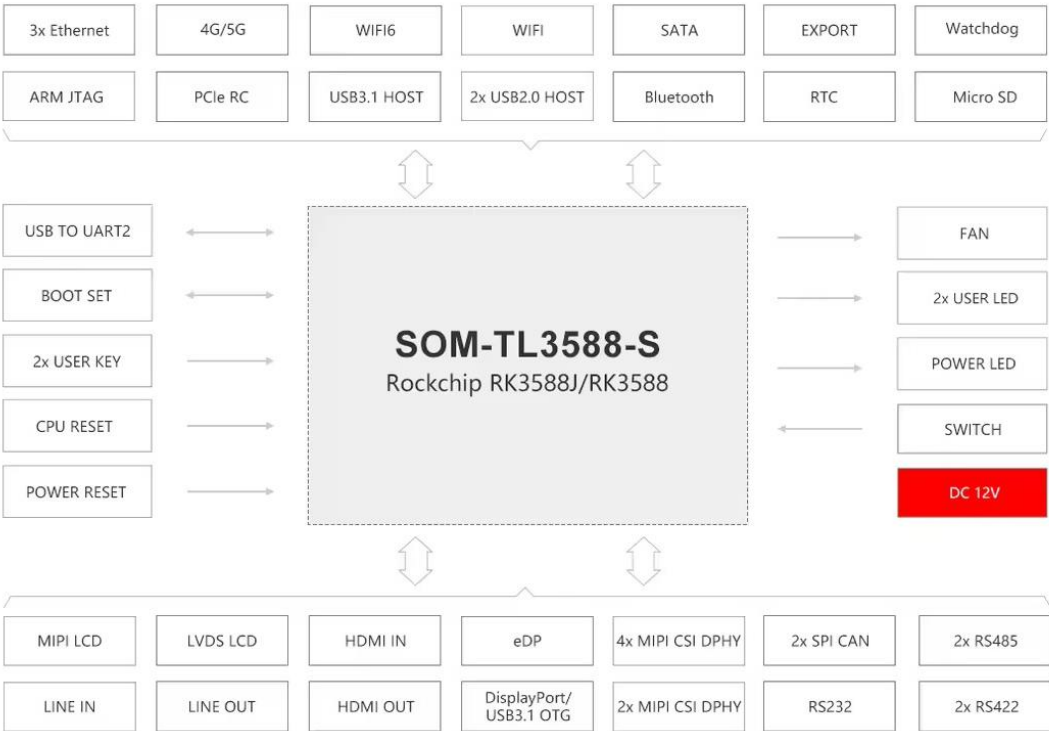 3x Ethernet
4G/5G
WIFI6
WIFI
SATA
EXPORT
Watchdog
ARM JTAG
PCIe RC
USB3.1 HOST
2x USB2.0 HOST
Bluetooth
RTC
Micro SD
USB TO UART2
BOOT SET
2x USER KEY
CPU RESET
POWER RESET
SOM-TL3588-S
Rockchip RK3588J/RK3588
FAN
2x USER LED
POWER LED
SWITCH
DC 12V
MIPI LCD
LVDS LCD
HDMI IN
eDP
4x MIPI CSI DPHY
2x SPI CAN
2x RS485
LINE IN
LINE OUT
HDMI OUT
DisplayPort/
USB3.1 OTG
2x MIPI CSI DPHY
RS232
2x RS422